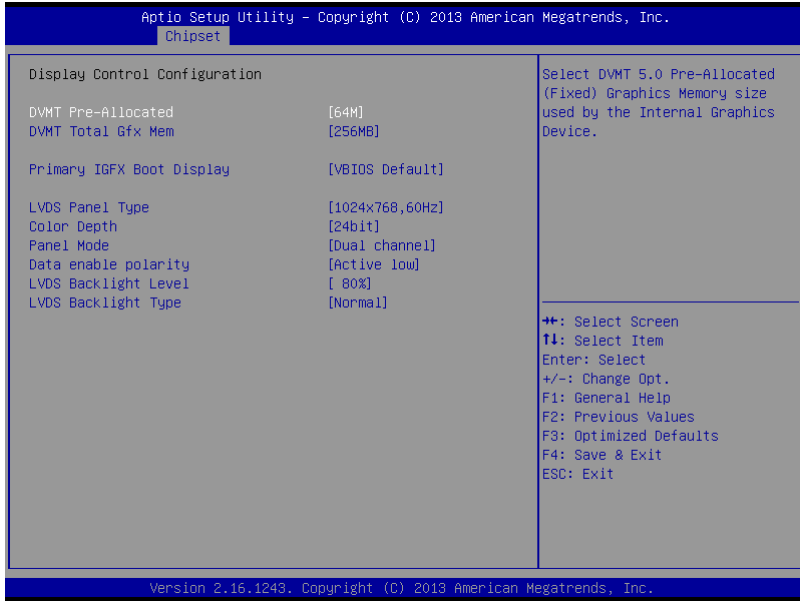 Aptio Setup Utility – Copyright (C) 2013 American Megatrends, Inc.
Chipset
Display Control Configuration
DVMT Pre-Allocated [64M]
DVMT Total Gfx Mem [256MB]
Primary IGFX Boot Display [VBIOS Default]
LVDS Panel Type [1024x768,60Hz]
Color Depth [24bit]
Panel Mode [Dual channel]
Data enable polarity [Active low]
LVDS Backlight Level [ 80%]
LVDS Backlight Type [Normal]
Select DVMT 5.0 Pre-Allocated
(Fixed) Graphics Memory size
used by the Internal Graphics
Device.
→←: Select Screen
↑↓: Select Item
Enter: Select
+/-: Change Opt.
F1: General Help
F2: Previous Values
F3: Optimized Defaults
F4: Save & Exit
ESC: Exit
Version 2.16.1243. Copyright (C) 2013 American Megatrends, Inc.